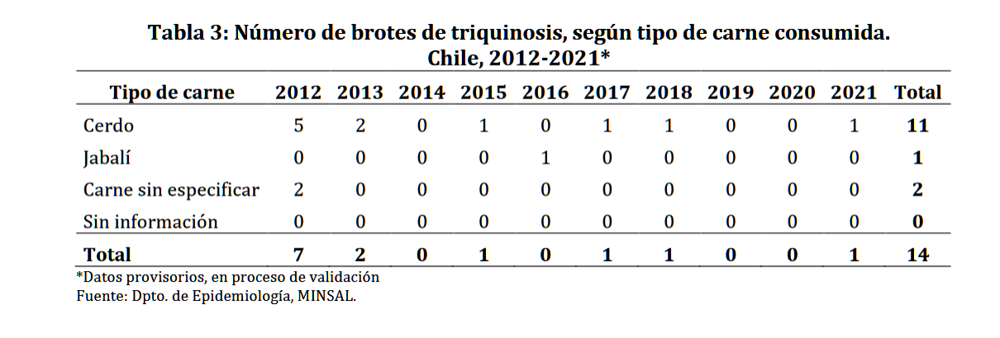 Tabla 3: Número de brotes de triquinosis, según tipo de carne consumida.
Chile, 2012-2021*
Tipo de carne 2012 2013 2014 2015 2016 2017 2018 2019 2020 2021 Total
Cerdo 5 2 0 1 0 1 1 0 0 1 11
Jabalí 0 0 0 0 1 0 0 0 0 0 1
Carne sin especificar 2 0 0 0 0 0 0 0 0 0 2
Sin información 0 0 0 0 0 0 0 0 0 0 0
Total 7 2 0 1 0 1 1 0 0 1 14
*Datos provisorios, en proceso de validación
Fuente: Dpto. de Epidemiología, MINSAL.